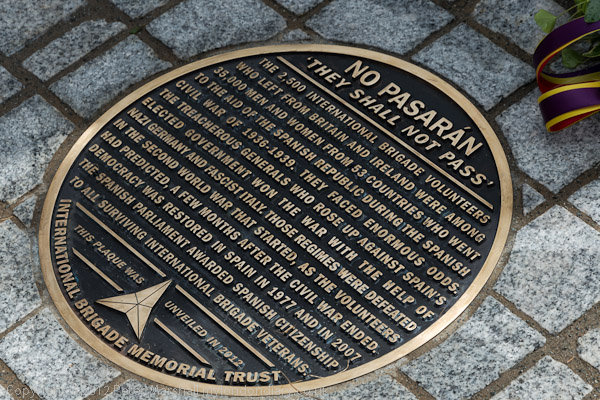 NO PASARÁN
'THEY SHALL NOT PASS'
THE 2,300 INTERNATIONAL BRIGADE VOLUNTEERS
WHO LEFT FROM BRITAIN AND IRELAND WERE AMONG
35,000 MEN AND WOMEN FROM 53 COUNTRIES WHO WENT
TO THE AID OF THE SPANISH REPUBLIC DURING THE SPANISH
CIVIL WAR OF 1936-1939. THEY FACED ENORMOUS ODDS.
THE TREACHEROUS GENERALS WHO ROSE UP AGAINST SPAIN'S
ELECTED GOVERNMENT WON THE WAR WITH THE HELP OF
NAZI GERMANY AND FASCIST ITALY. THOSE REGIMES WERE DEFEATED
IN THE SECOND WORLD WAR THAT STARTED, AS THE VOLUNTEERS
HAD PREDICTED, A FEW MONTHS AFTER THE CIVIL WAR ENDED.
DEMOCRACY WAS RESTORED IN SPAIN IN 1977 AND IN 2007
THE SPANISH PARLIAMENT AWARDED SPANISH CITIZENSHIP
TO ALL SURVIVING INTERNATIONAL BRIGADE VETERANS.
THIS PLAQUE WAS
UNVEILED IN 2012
INTERNATIONAL BRIGADE MEMORIAL TRUST
2012